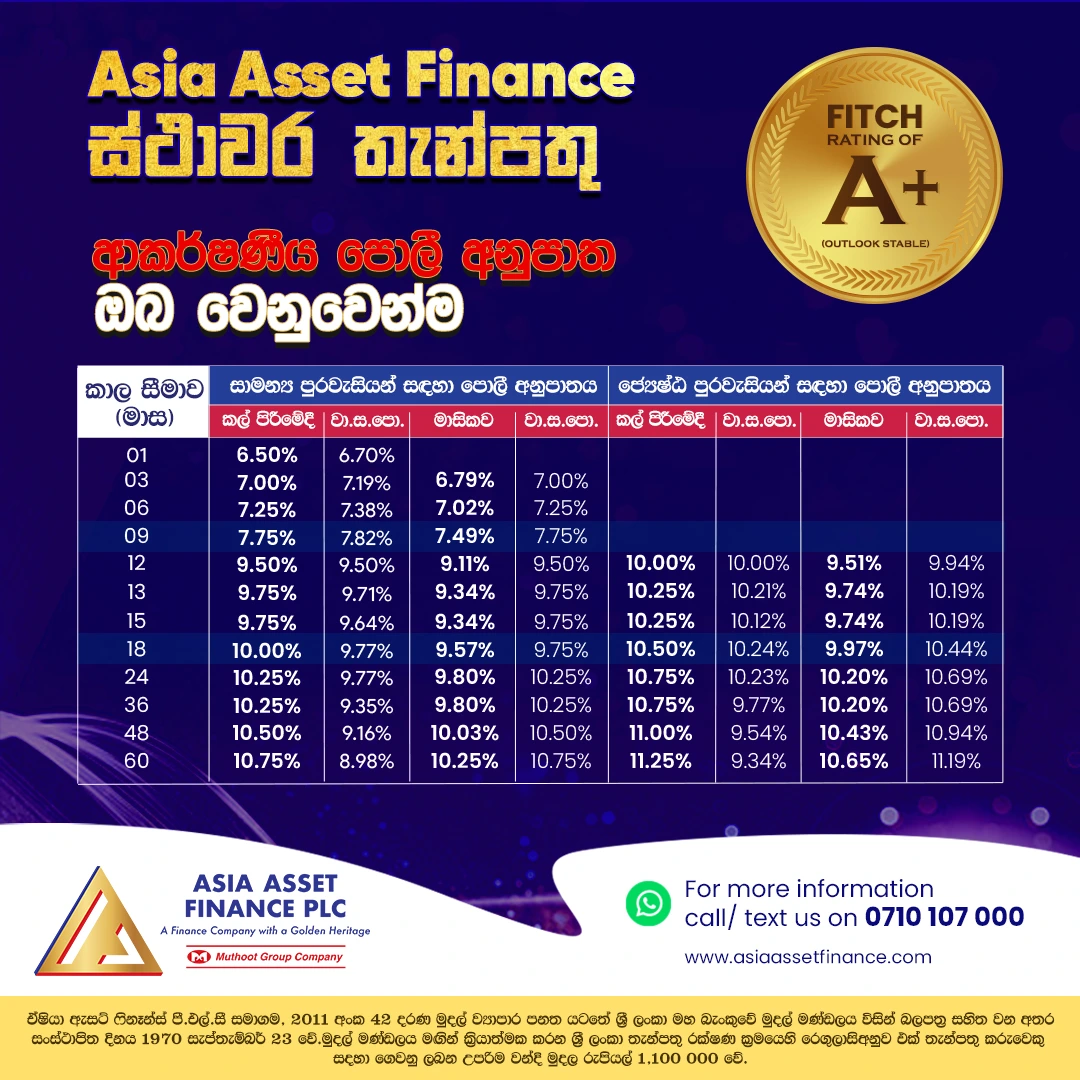 Asia Asset Finance
ස්ථාවර තැන්පතු
FITCH
RATING OF
A+
(OUTLOOK STABLE)
ආකර්ෂණීය පොලී අනුපාත
ඔබ වෙනුවෙන්ම
කාල සීමාව (මාස) සාමන්‍ය පුරවැසියන් සඳහා පොලී අනුපාතය ජ්‍යෙෂ්ඨ පුරවැසියන් සඳහා පොලී අනුපාතය
කල් පිරීමේදී වා.ස.පො. මාසිකව වා.ස.පො. කල් පිරීමේදී වා.ස.පො. මාසිකව වා.ස.පො.
01 6.50% 6.70%
03 7.00% 7.19% 6.79% 7.00%
06 7.25% 7.38% 7.02% 7.25%
09 7.75% 7.82% 7.49% 7.75%
12 9.50% 9.50% 9.11% 9.50% 10.00% 10.00% 9.51% 9.94%
13 9.75% 9.71% 9.34% 9.75% 10.25% 10.21% 9.74% 10.19%
15 9.75% 9.64% 9.34% 9.75% 10.25% 10.12% 9.74% 10.19%
18 10.00% 9.77% 9.57% 9.75% 10.50% 10.24% 9.97% 10.44%
24 10.25% 9.77% 9.80% 10.25% 10.75% 10.23% 10.20% 10.69%
36 10.25% 9.35% 9.80% 10.25% 10.75% 9.77% 10.20% 10.69%
48 10.50% 9.16% 10.03% 10.50% 11.00% 9.54% 10.43% 10.94%
60 10.75% 8.98% 10.25% 10.75% 11.25% 9.34% 10.65% 11.19%
ASIA ASSET
FINANCE PLC
A Finance Company with a Golden Heritage
Muthoot Group Company
For more information
call/ text us on 0710 107 000
www.asiaassetfinance.com
ඒෂියා ඇසට් ෆිනෑන්ස් පී.එල්.සී සමාගම, 2011 අංක 42 දරණ මුදල් ව්‍යාපාර පනත යටතේ ශ්‍රී ලංකා මහ බැංකුවේ මුදල් මණ්ඩලය විසින් බලපත්‍ර සහිත වන අතර
සංස්ථාපිත දිනය 1970 සැප්තැම්බර් 23 වේ.මුදල් මණ්ඩලය මඟින් ක්‍රියාත්මක කරන ශ්‍රී ලංකා තැන්පතු රක්ෂණ ක්‍රමයෙහි රෙගුලාසිඅනුව එක් තැන්පතු කරුවෙකු
සඳහා ගෙවනු ලබන උපරිම වන්දි මුදල රුපියල් 1,100 000 වේ.